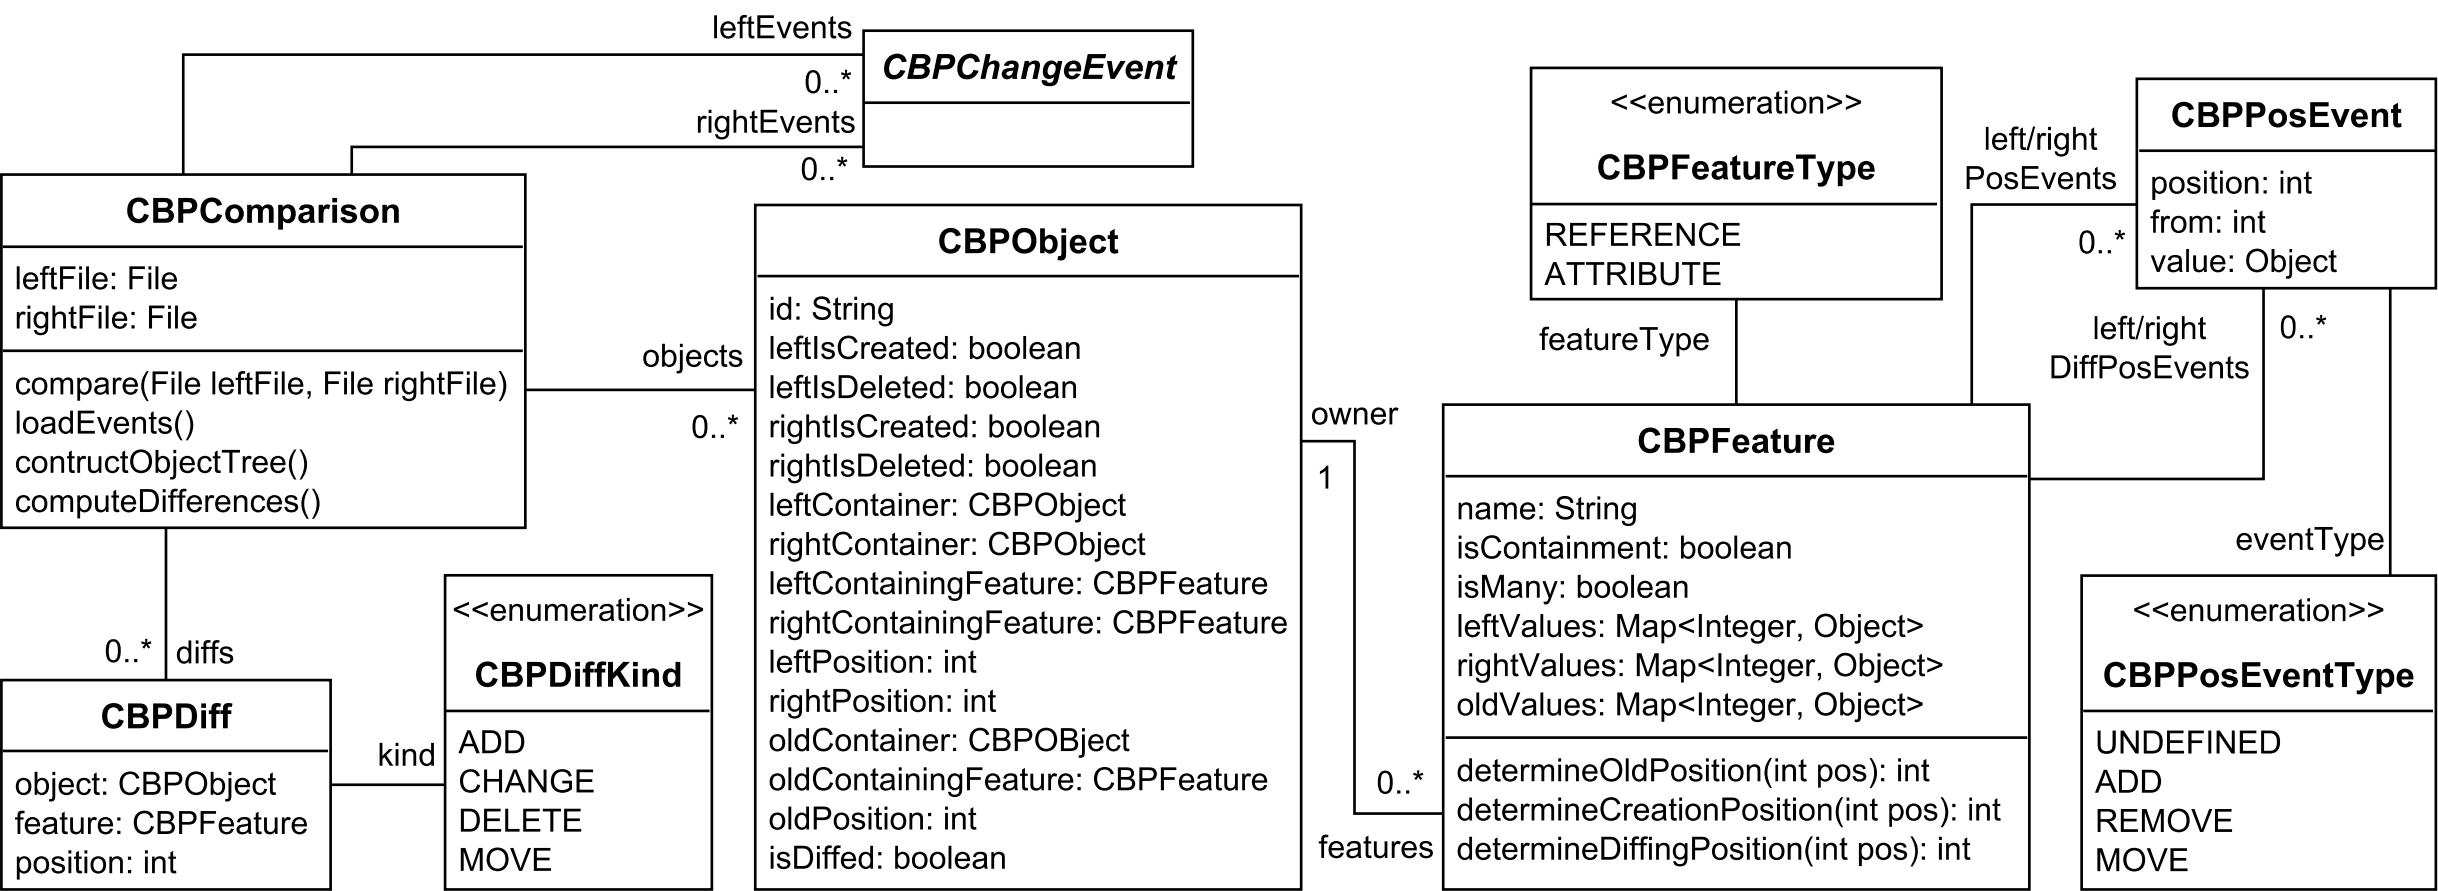 leftEvents
0..*
rightEvents
0..*
CBPChangeEvent
CBPComparison
leftFile: File
rightFile: File
compare(File leftFile, File rightFile)
loadEvents()
contructObjectTree()
computeDifferences()
objects
0..*
0..*
diffs
CBPDiff
object: CBPObject
feature: CBPFeature
position: int
kind
<<enumeration>>
CBPDiffKind
ADD
CHANGE
DELETE
MOVE
CBPObject
id: String
leftIsCreated: boolean
leftIsDeleted: boolean
rightIsCreated: boolean
rightIsDeleted: boolean
leftContainer: CBPObject
rightContainer: CBPObject
leftContainingFeature: CBPFeature
rightContainingFeature: CBPFeature
leftPosition: int
rightPosition: int
oldContainer: CBPOBject
oldContainingFeature: CBPFeature
oldPosition: int
isDiffed: boolean
owner
1
0..*
features
<<enumeration>>
CBPFeatureType
REFERENCE
ATTRIBUTE
featureType
CBPFeature
name: String
isContainment: boolean
isMany: boolean
leftValues: Map<Integer, Object>
rightValues: Map<Integer, Object>
oldValues: Map<Integer, Object>
determineOldPosition(int pos): int
determineCreationPosition(int pos): int
determineDiffingPosition(int pos): int
left/right
PosEvents
0..*
CBPPosEvent
position: int
from: int
value: Object
left/right
DiffPosEvents
0..*
eventType
<<enumeration>>
CBPPosEventType
UNDEFINED
ADD
REMOVE
MOVE